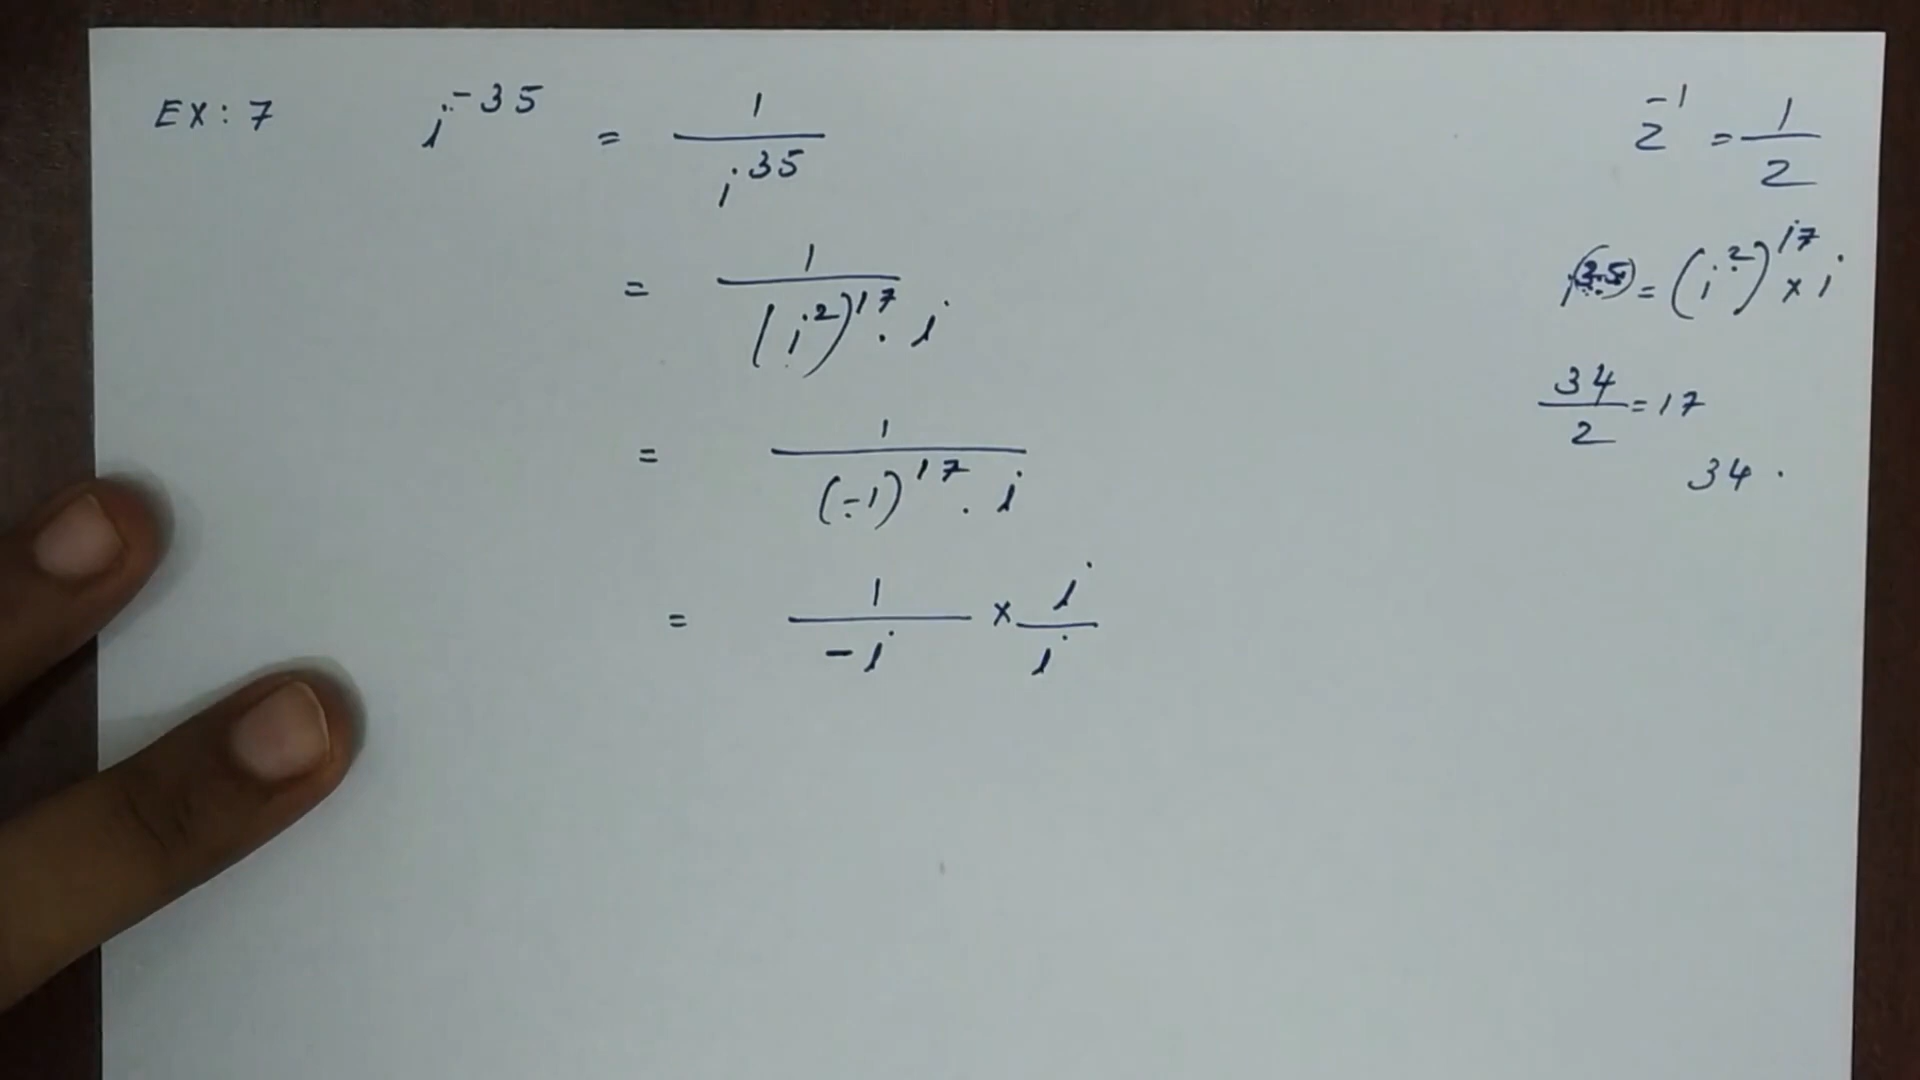 EX: 7 i^-35 = 1/i^35
= 1/((i^2)^17 . i)
= 1/((-1)^17 . i)
= 1/-i × i/i
2^-1 = 1/2
i^35 = (i^2)^17 × i
34/2 = 17
34 .